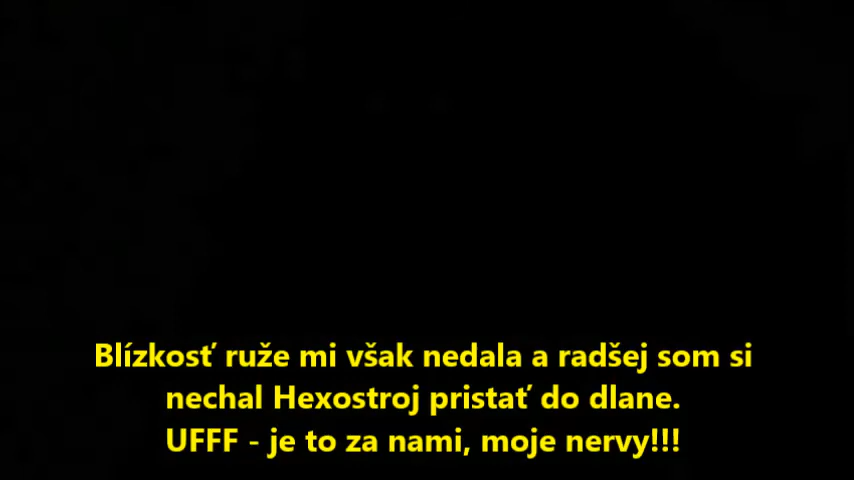 Blízkosť ruže mi však nedala a radšej som si
nechal Hexostroj pristať do dlane.
UFFF - je to za nami, moje nervy!!!